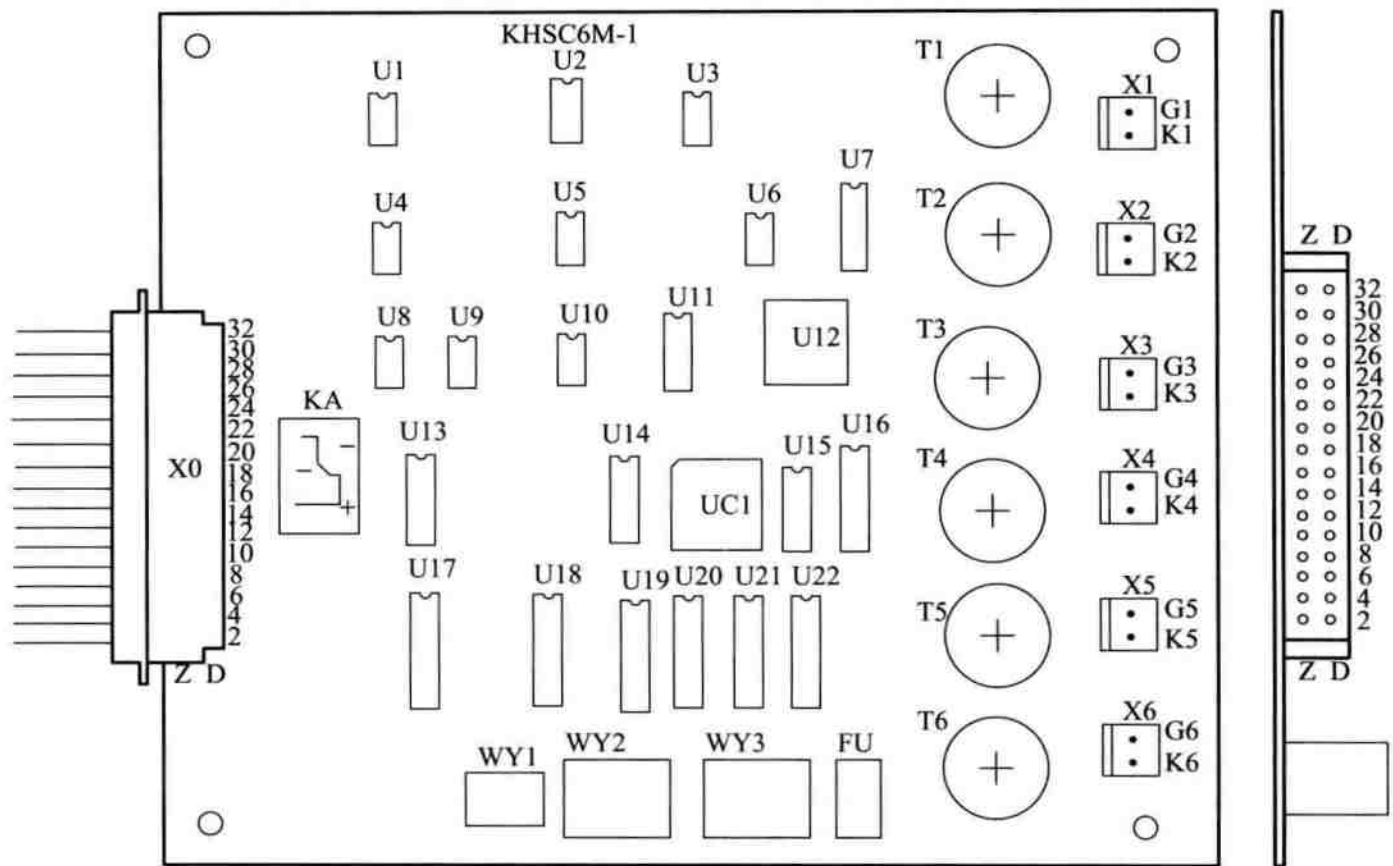 KHSC6M-1
U1
U2
U3
T1
X1
G1
K1
U4
U5
U6
U7
T2
X2
G2
K2
Z D
U8
U9
U10
U11
U12
T3
X3
G3
K3
32
30
28
26
24
22
20
18
16
14
12
10
8
6
4
2
X0
Z D
KA
U13
U14
UC1
U15
U16
T4
X4
G4
K4
U17
U18
U19
U20
U21
U22
T5
X5
G5
K5
WY1
WY2
WY3
FU
T6
X6
G6
K6
32
30
28
26
24
22
20
18
16
14
12
10
8
6
4
2
Z D